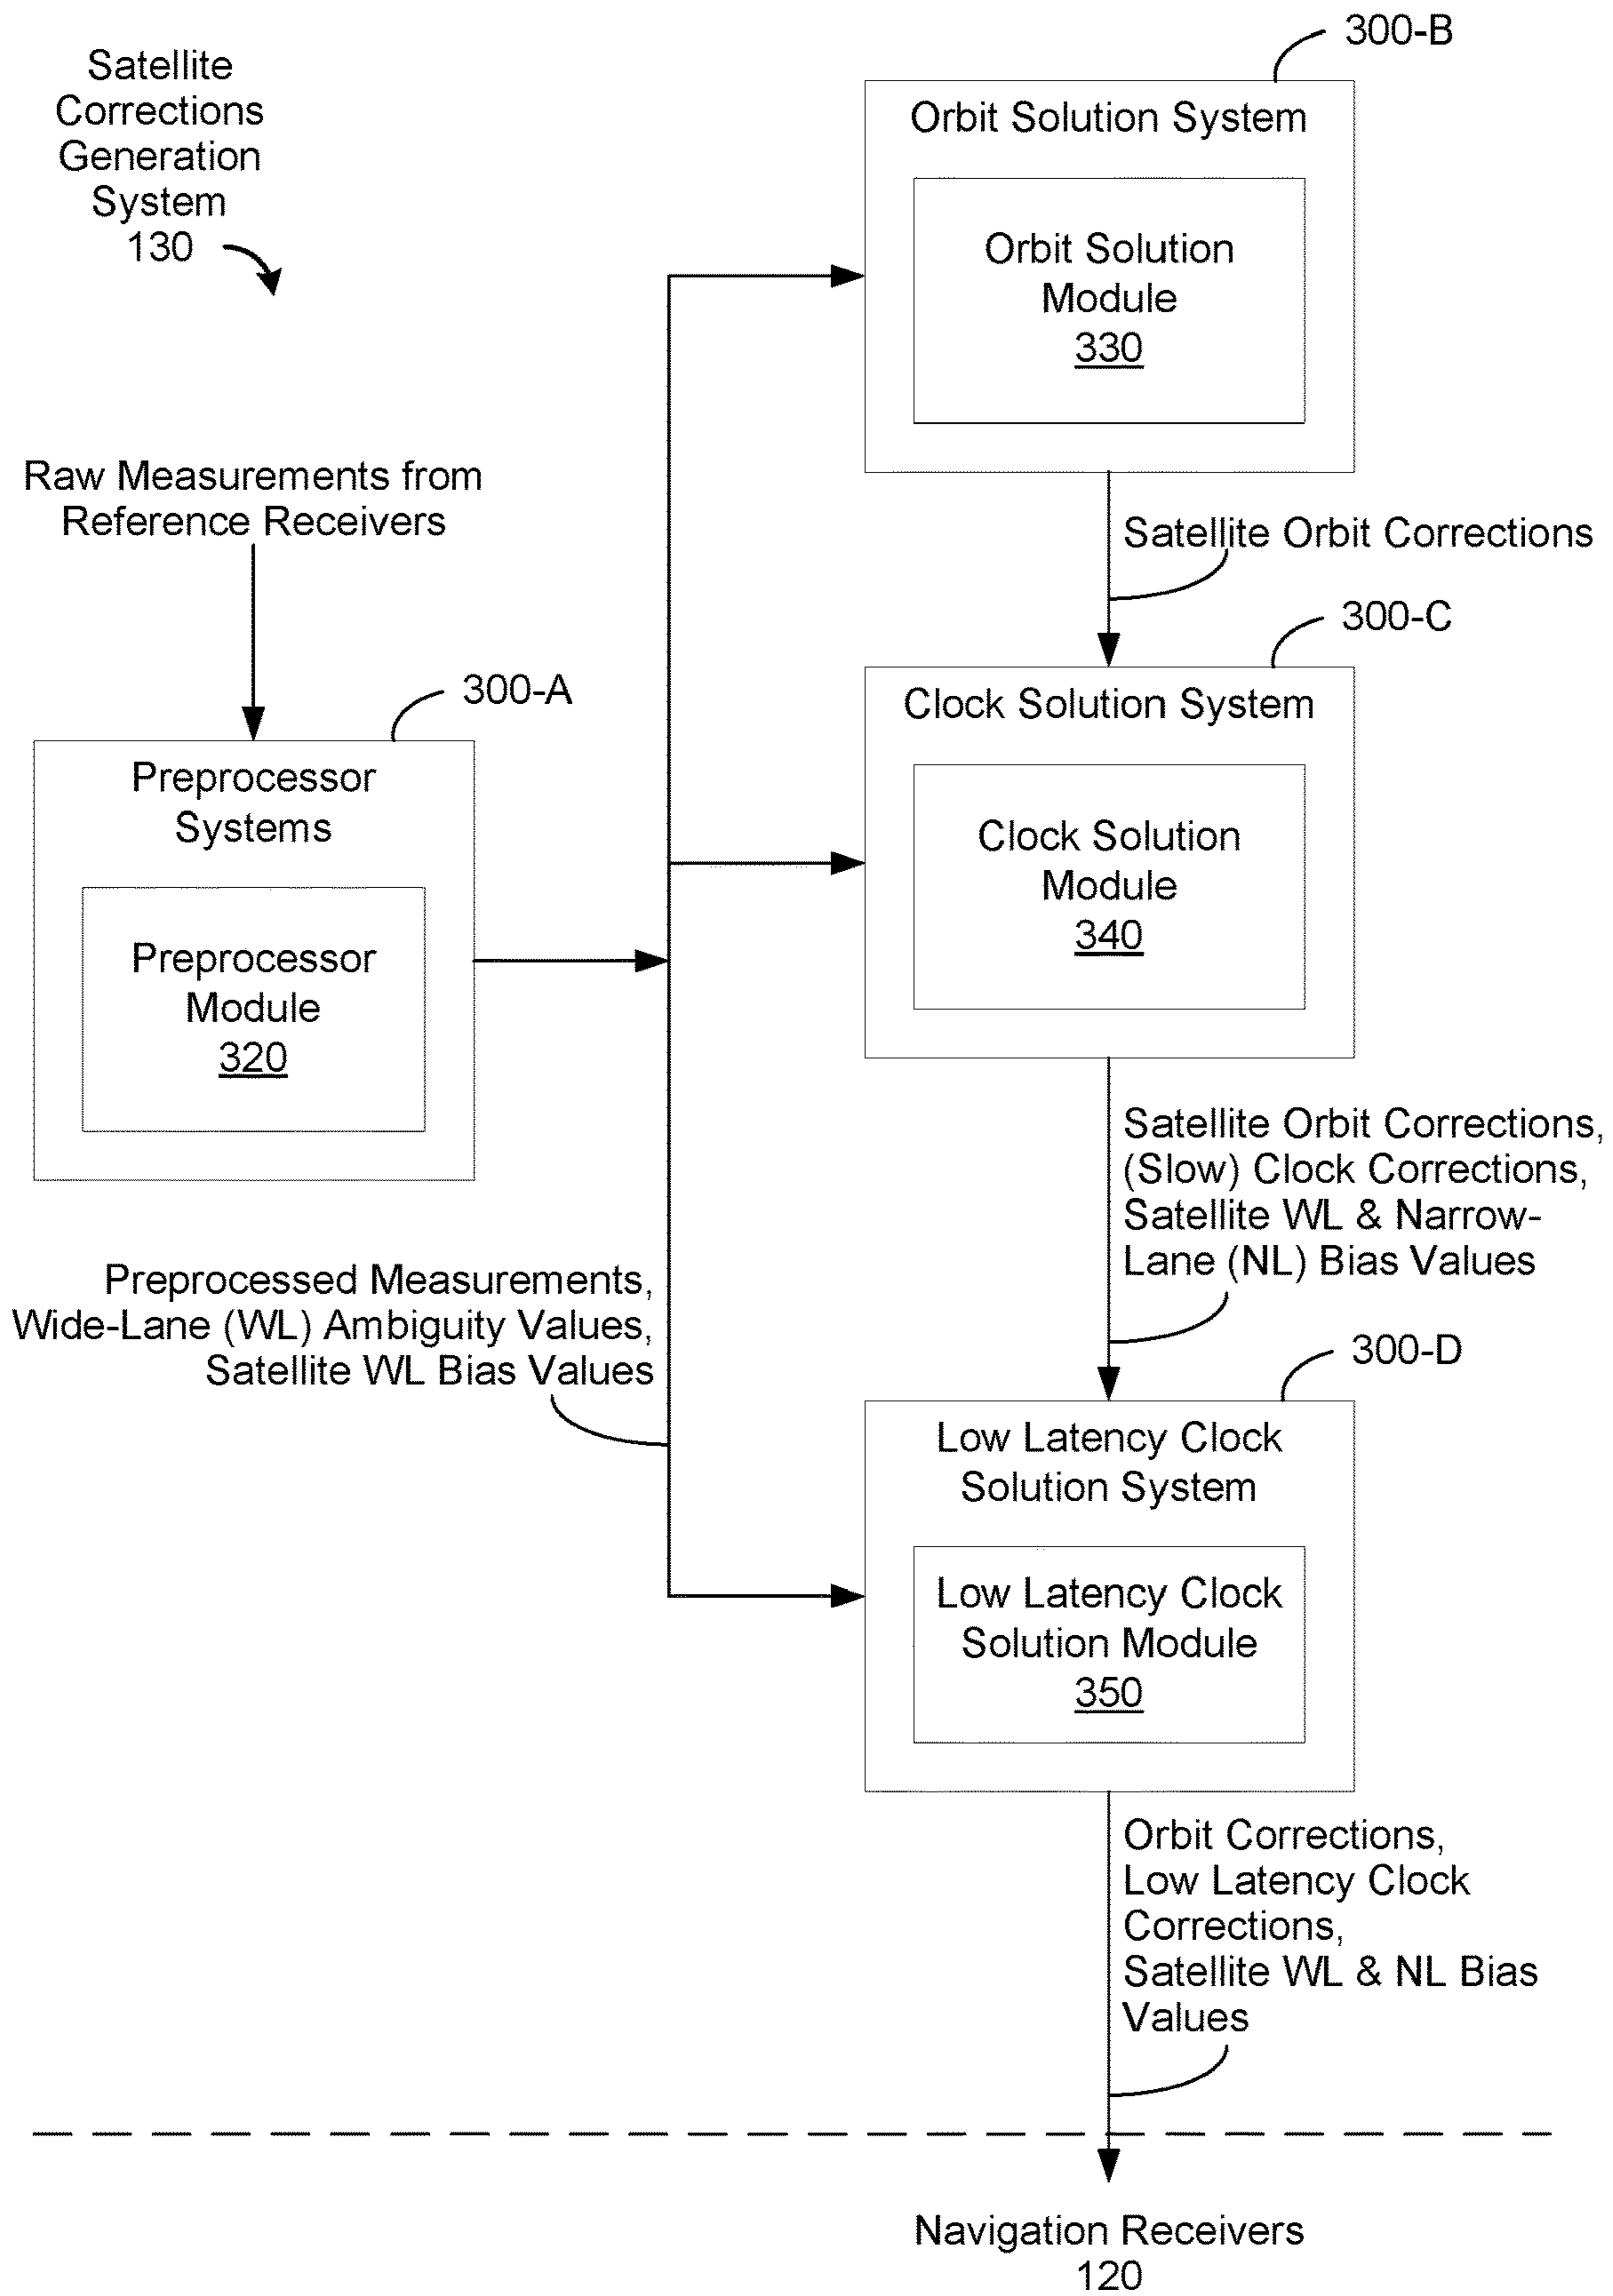 Satellite
Corrections
Generation
System
130
300-B
Orbit Solution System
Orbit Solution
Module
330
Raw Measurements from
Reference Receivers
Satellite Orbit Corrections
300-C
300-A
Clock Solution System
Preprocessor
Systems
Clock Solution
Module
340
Preprocessor
Module
320
Satellite Orbit Corrections,
(Slow) Clock Corrections,
Satellite WL & Narrow-
Lane (NL) Bias Values
Preprocessed Measurements,
Wide-Lane (WL) Ambiguity Values,
Satellite WL Bias Values
300-D
Low Latency Clock
Solution System
Low Latency Clock
Solution Module
350
Orbit Corrections,
Low Latency Clock
Corrections,
Satellite WL & NL Bias
Values
Navigation Receivers
120